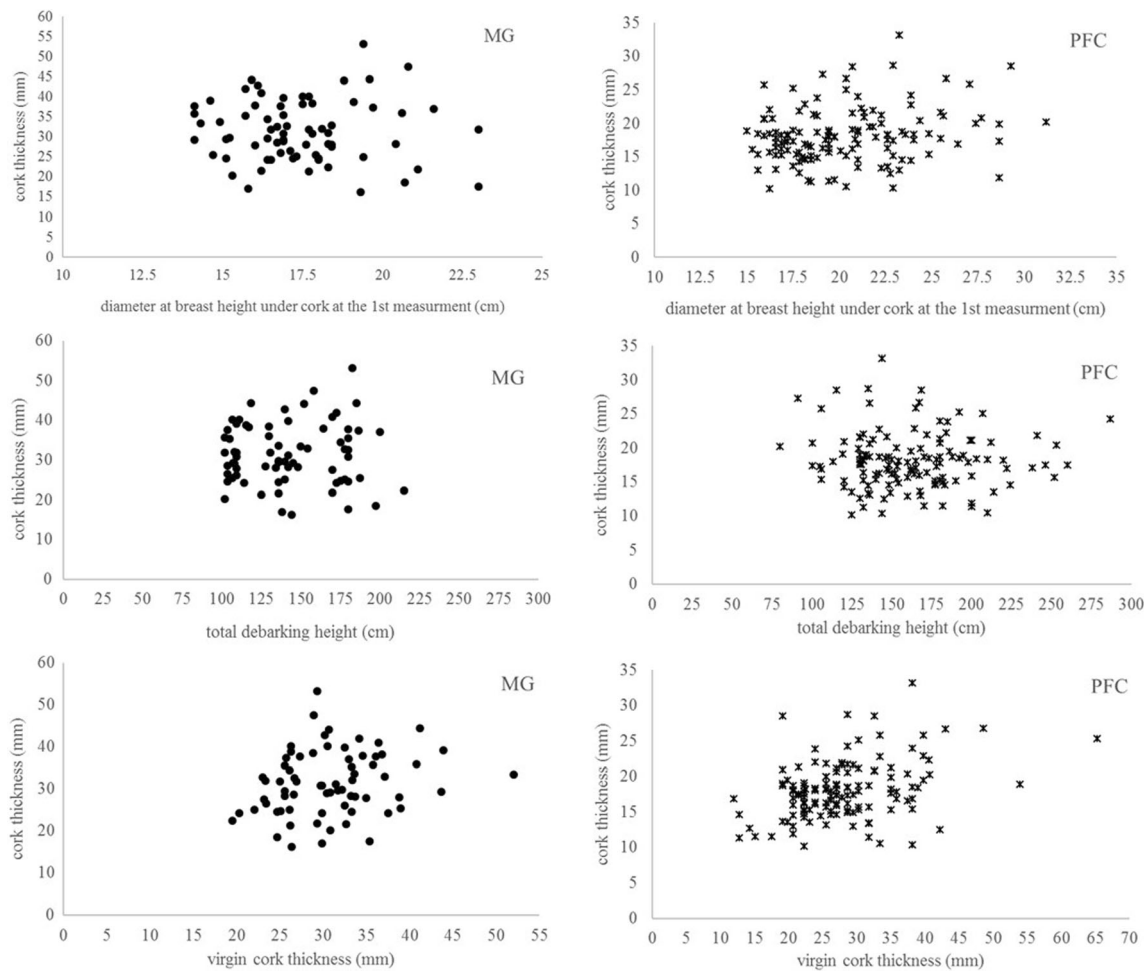 MG
cork thickness (mm)
60
55
50
45
40
35
30
25
20
15
10
5
0
10 12.5 15 17.5 20 22.5 25
diameter at breast height under cork at the 1st measurment (cm)
PFC
cork thickness (mm)
35
30
25
20
15
10
5
0
10 12.5 15 17.5 20 22.5 25 27.5 30 32.5 35
diameter at breast height under cork at the 1st measurment (cm)
MG
cork thickness (mm)
60
50
40
30
20
10
0
0 25 50 75 100 125 150 175 200 225 250 275 300
total debarking height (cm)
PFC
cork thickness (mm)
35
30
25
20
15
10
5
0
0 25 50 75 100 125 150 175 200 225 250 275 300
total debarking height (cm)
MG
cork thickness (mm)
60
50
40
30
20
10
0
0 5 10 15 20 25 30 35 40 45 50 55
virgin cork thickness (mm)
PFC
cork thickness (mm)
35
30
25
20
15
10
5
0
0 5 10 15 20 25 30 35 40 45 50 55 60 65 70
virgin cork thickness (mm)